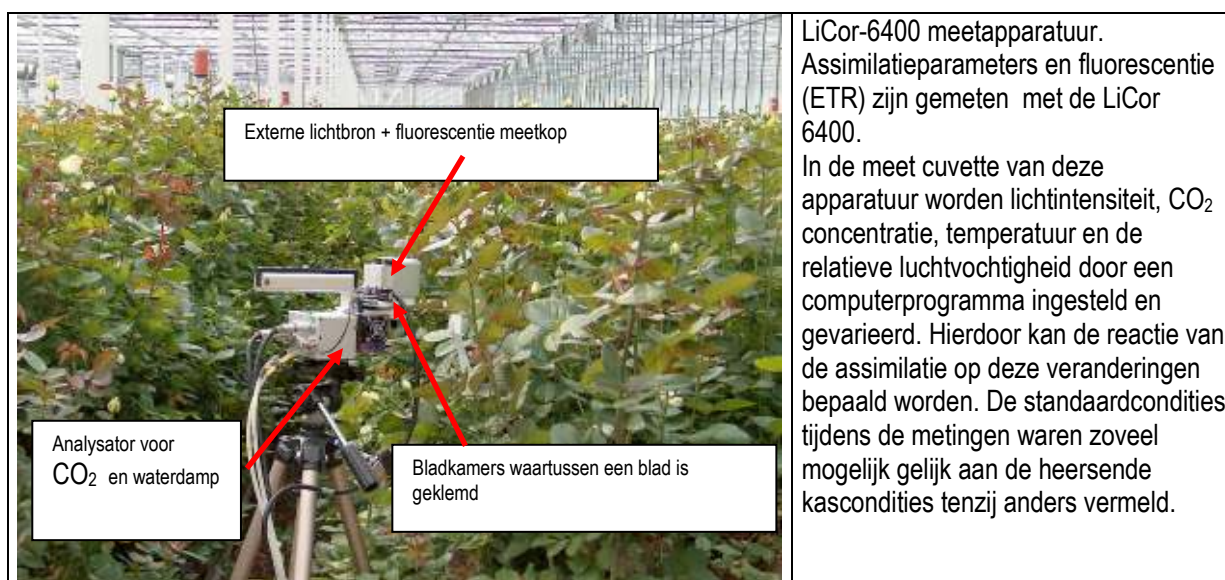 Externe lichtbron + fluorescentie meetkop
Analysator voor
CO₂ en waterdamp
Bladkamers waartussen een blad is
geklemd
LiCor-6400 meetapparatuur.
Assimilatieparameters en fluorescentie
(ETR) zijn gemeten met de LiCor
6400.
In de meet cuvette van deze
apparatuur worden lichtintensiteit, CO₂
concentratie, temperatuur en de
relatieve luchtvochtigheid door een
computerprogramma ingesteld en
gevarieerd. Hierdoor kan de reactie van
de assimilatie op deze veranderingen
bepaald worden. De standaardcondities
tijdens de metingen waren zoveel
mogelijk gelijk aan de heersende
kascondities tenzij anders vermeld.